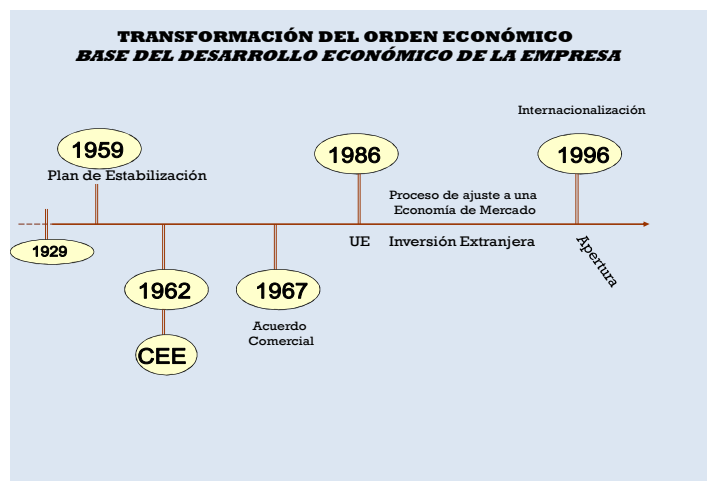 TRANSFORMACIÓN DEL ORDEN ECONÓMICO
BASE DEL DESARROLLO ECONÓMICO DE LA EMPRESA
Internacionalización
1959
1986
1996
Plan de Estabilización
Proceso de ajuste a una
Economía de Mercado
1929
UE
Inversión Extranjera
Apertura
1962
1967
Acuerdo
Comercial
CEE